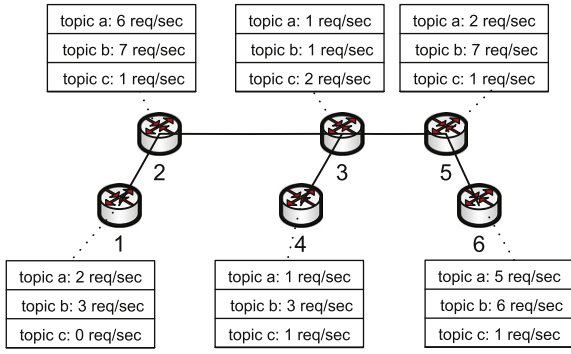 topic a: 6 req/sec
topic b: 7 req/sec
topic c: 1 req/sec
topic a: 1 req/sec
topic b: 1 req/sec
topic c: 2 req/sec
topic a: 2 req/sec
topic b: 7 req/sec
topic c: 1 req/sec
2
3
5
1
4
6
topic a: 2 req/sec
topic b: 3 req/sec
topic c: 0 req/sec
topic a: 1 req/sec
topic b: 3 req/sec
topic c: 1 req/sec
topic a: 5 req/sec
topic b: 6 req/sec
topic c: 1 req/sec